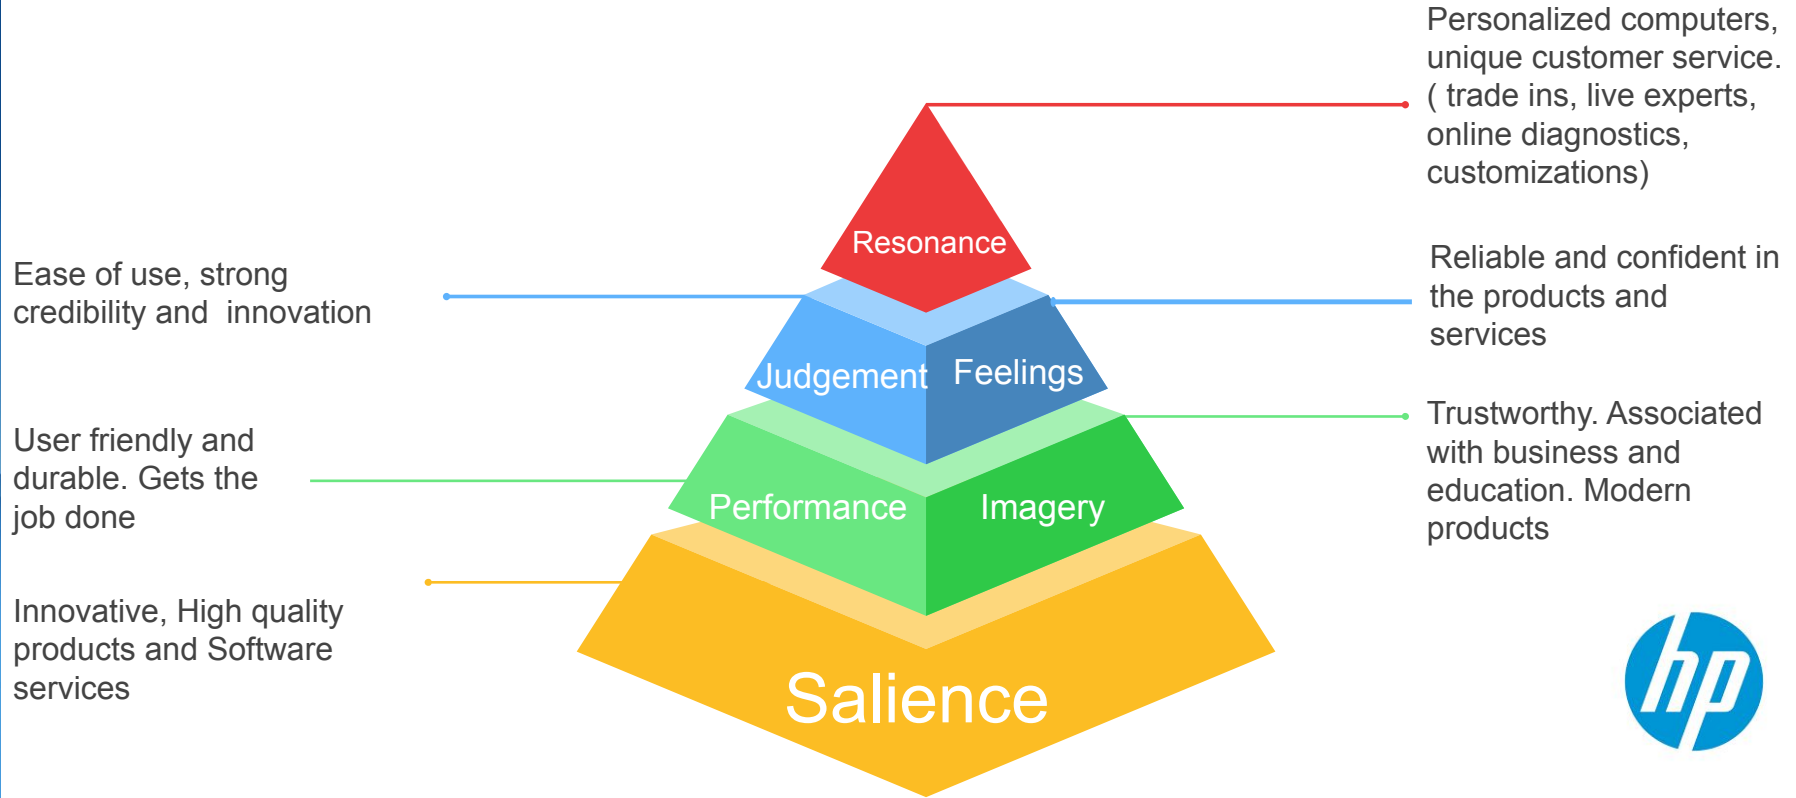 Personalized computers,
unique customer service.
( trade ins, live experts,
online diagnostics,
customizations)
Resonance
Ease of use, strong
credibility and  innovation
Reliable and confident in
the products and
services
Judgement
Feelings
User friendly and
durable. Gets the
job done
Trustworthy. Associated
with business and
education. Modern
products
Performance
Imagery
Innovative, High quality
products and Software
services
Salience
hp